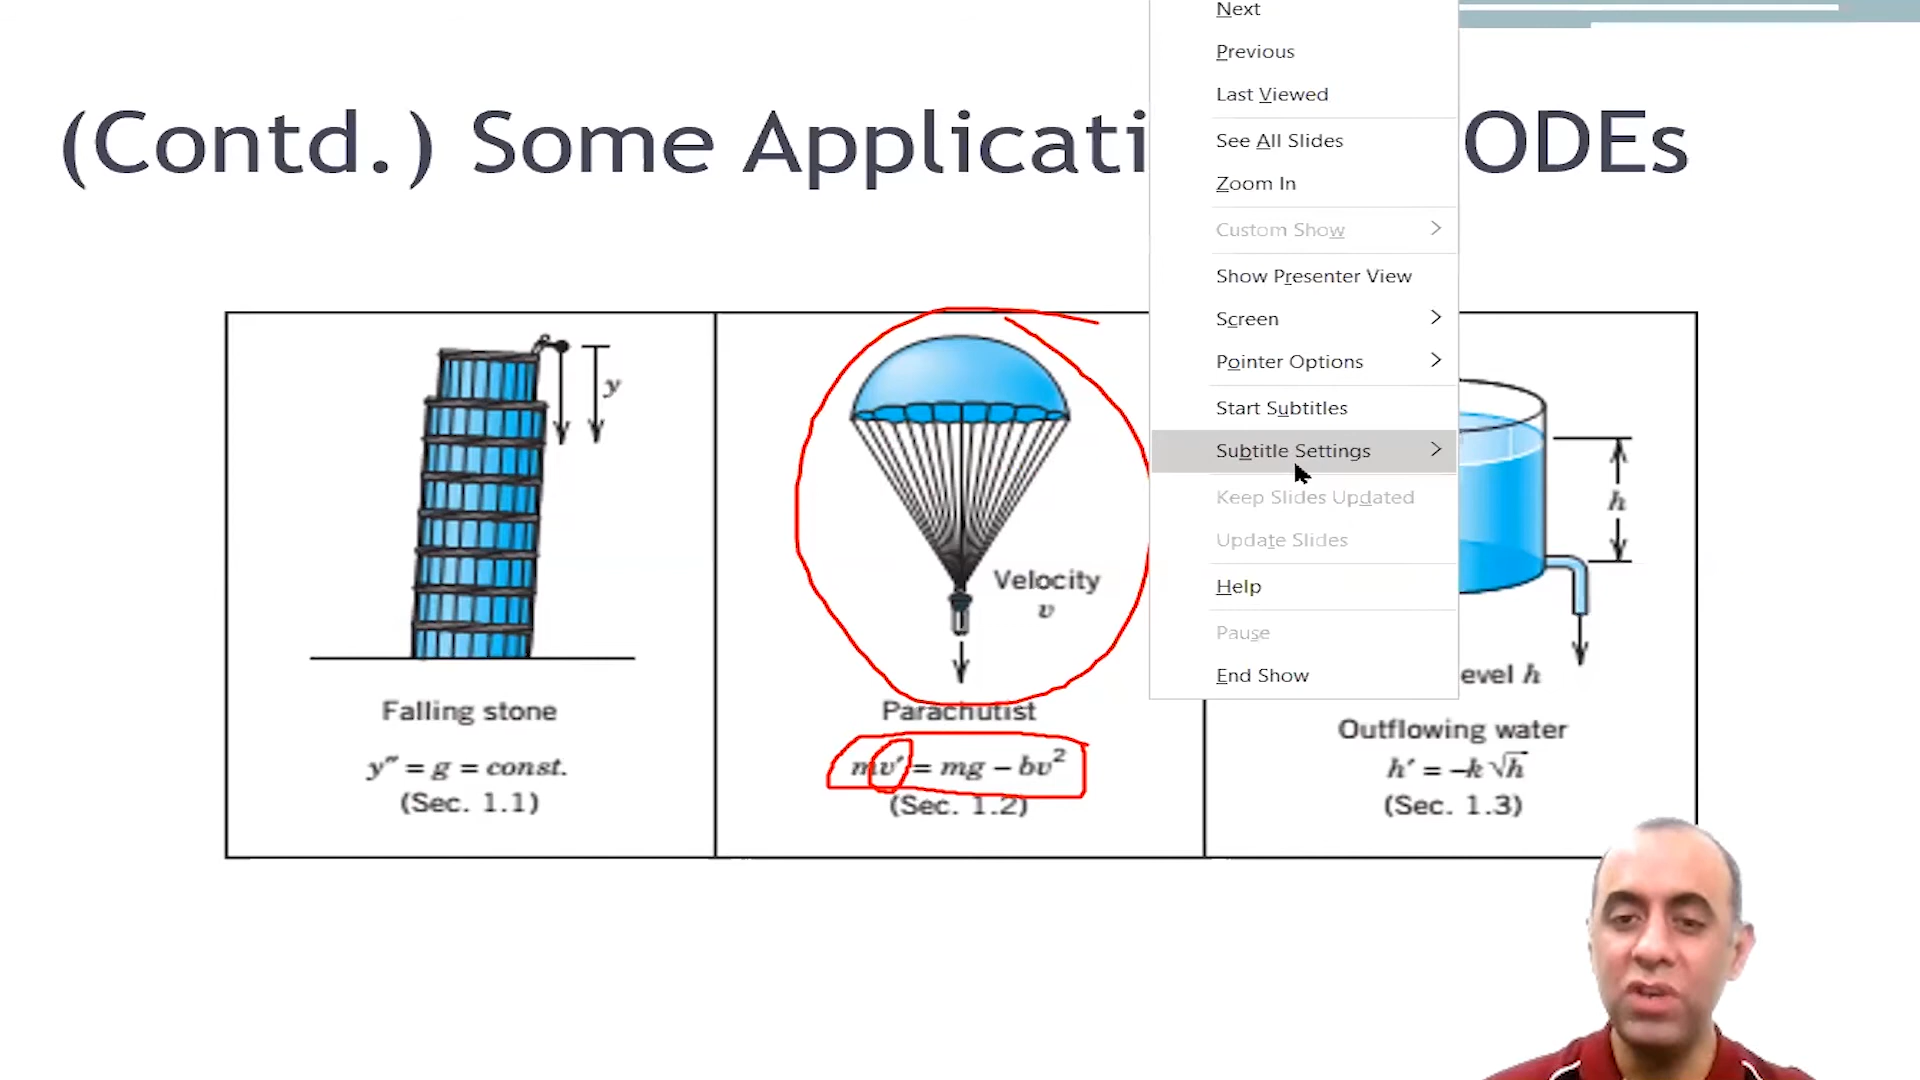 (Contd.) Some Applicati ODEs
Next
Previous
Last Viewed
See All Slides
Zoom In
Custom Show
Show Presenter View
Screen
Pointer Options
Start Subtitles
Subtitle Settings
Keep Slides Updated
Update Slides
Help
Pause
End Show
y
Falling stone
y″ = g = const.
(Sec. 1.1)
Velocity
v
Parachutist
mv′ = mg − bv²
(Sec. 1.2)
h
evel h
Outflowing water
h′ = −k√h
(Sec. 1.3)